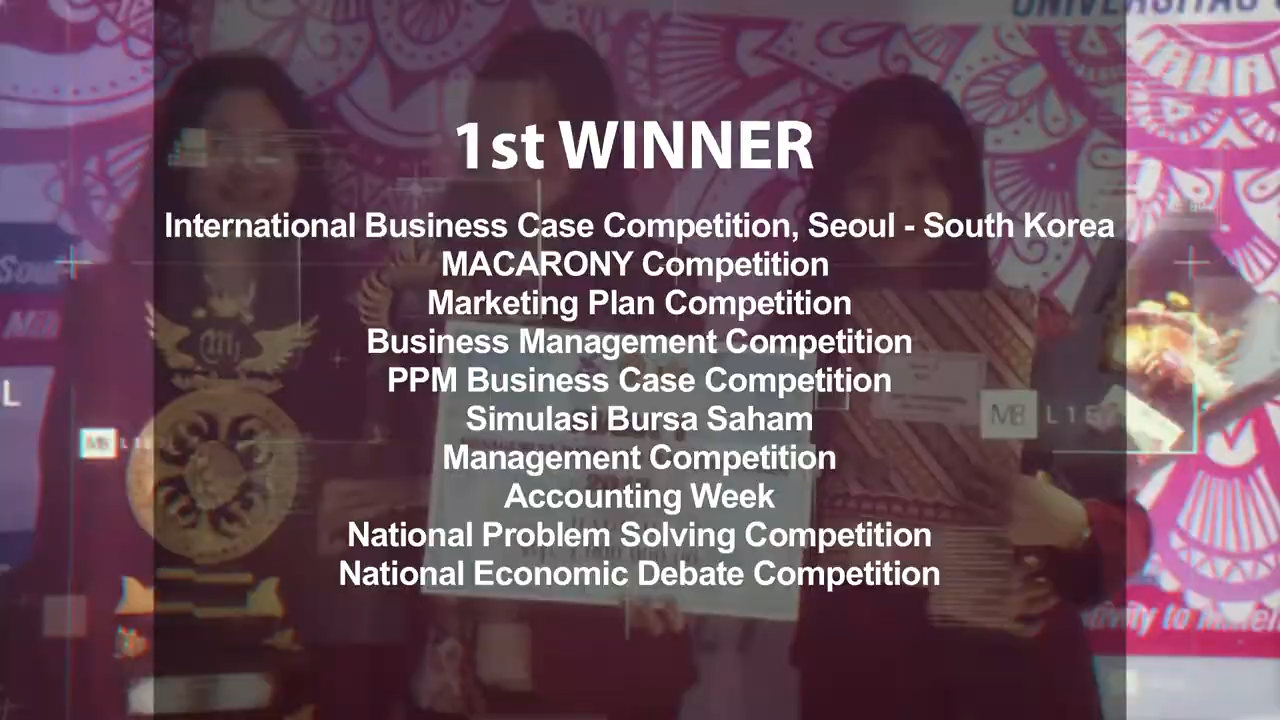 1st WINNER
International Business Case Competition, Seoul - South Korea
MACARONY Competition
Marketing Plan Competition
Business Management Competition
PPM Business Case Competition
Simulasi Bursa Saham
Management Competition
Accounting Week
National Problem Solving Competition
National Economic Debate Competition